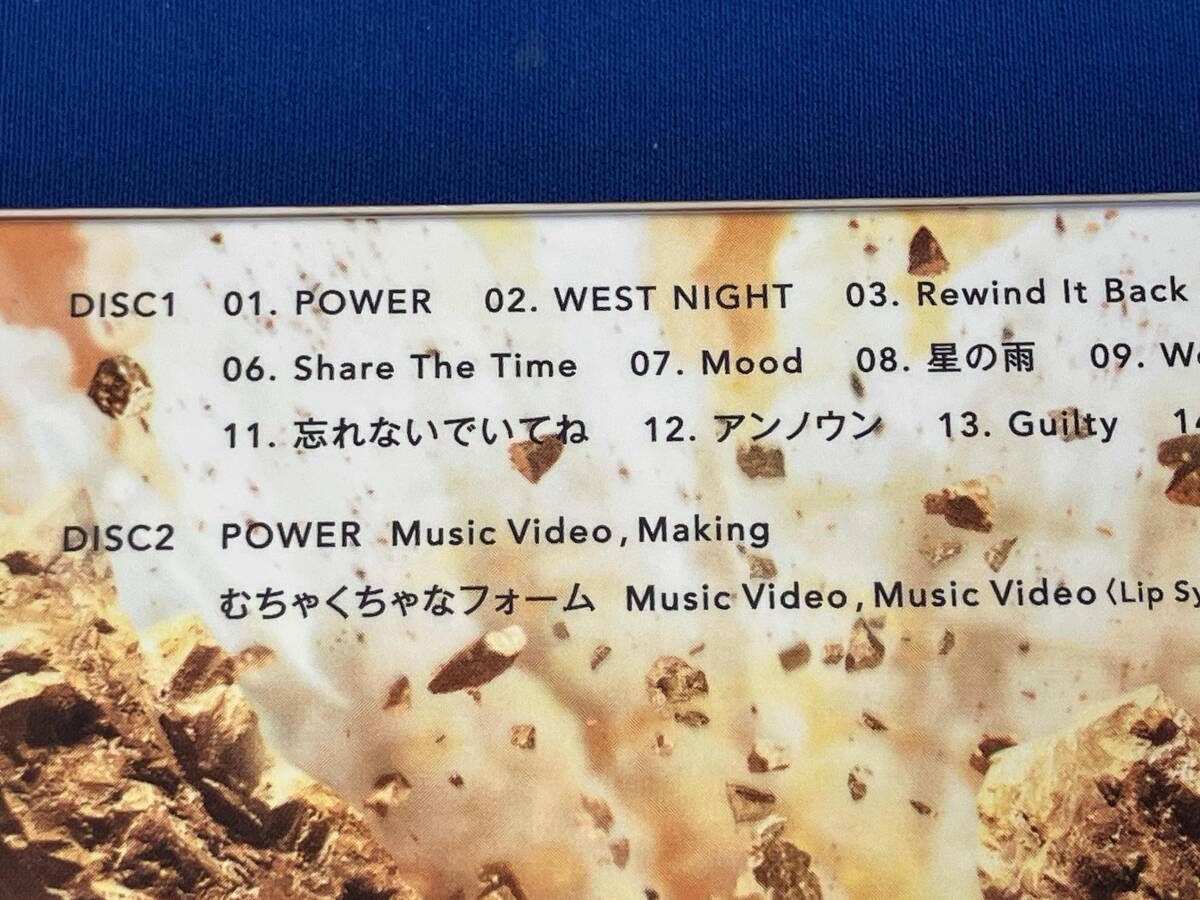 DISC1 01. POWER 02. WEST NIGHT 03. Rewind It Back
06. Share The Time 07. Mood 08. 星の雨 09.
11. 忘れないでいてね 12. アンノウン 13. Guilty
DISC2 POWER Music Video, Making
むちゃくちゃなフォーム Music Video, Music Video〈Lip